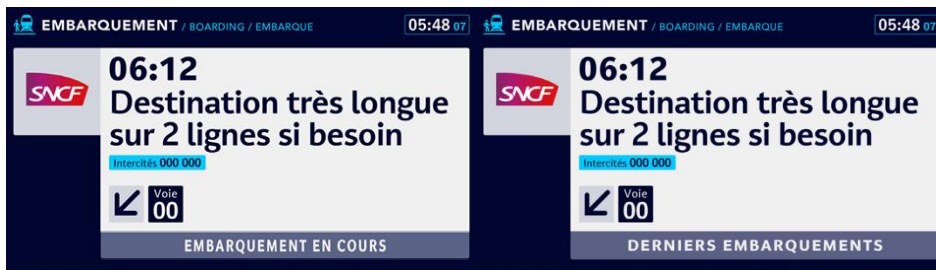 EMBARQUEMENT / BOARDING / EMBARQUE
05:48 07
SNCF
06:12
Destination très longue
sur 2 lignes si besoin
Intercités 000 000
Voie
00
EMBARQUEMENT EN COURS
EMBARQUEMENT / BOARDING / EMBARQUE
05:48 07
SNCF
06:12
Destination très longue
sur 2 lignes si besoin
Intercités 000 000
Voie
00
DERNIERS EMBARQUEMENTS